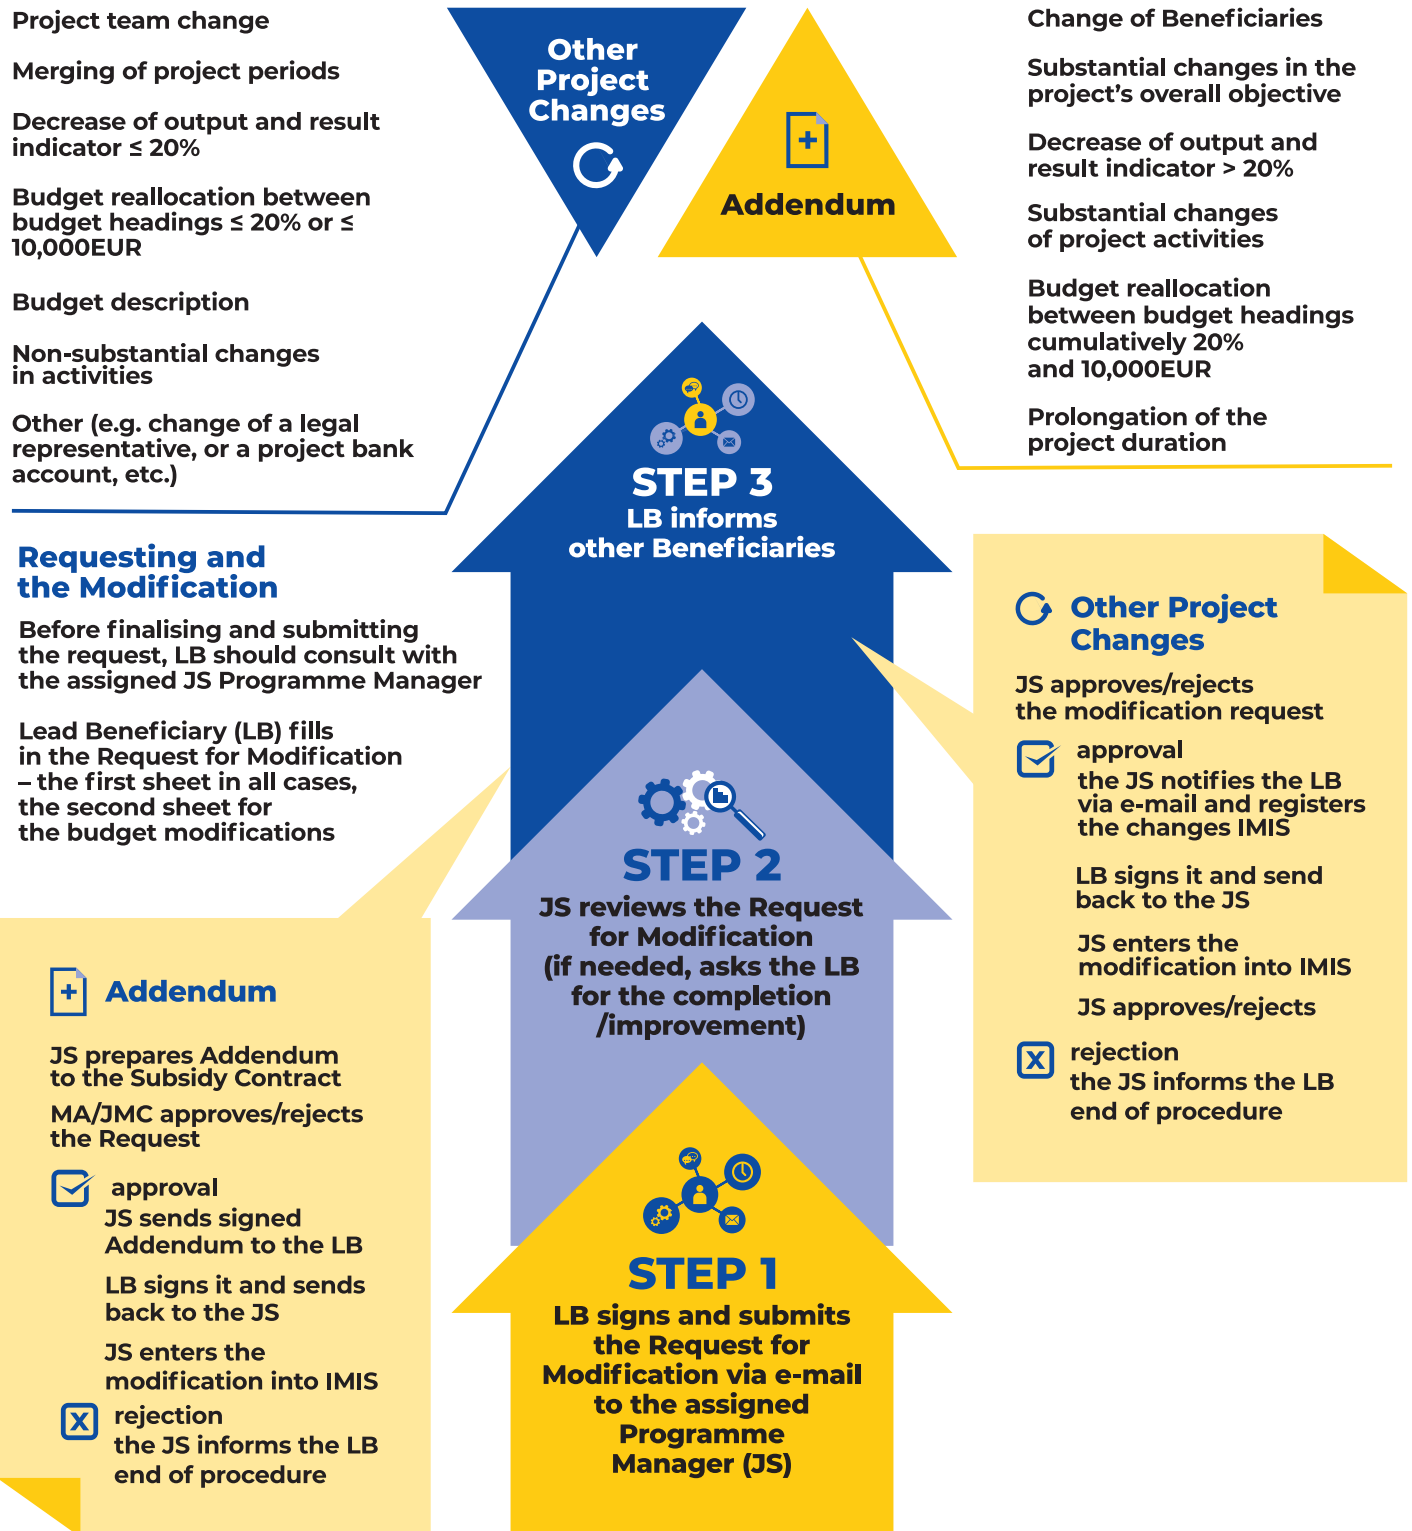 Project team change
Merging of project periods
Decrease of output and result
indicator ≤ 20%
Budget reallocation between
budget headings ≤ 20% or ≤
10,000EUR
Budget description
Non-substantial changes
in activities
Other (e.g. change of a legal
representative, or a project bank
account, etc.)
Other
Project
Changes
Addendum
Change of Beneficiaries
Substantial changes in the
project's overall objective
Decrease of output and
result indicator > 20%
Substantial changes
of project activities
Budget reallocation
between budget headings
cumulatively 20%
and 10,000EUR
Prolongation of the
project duration
Requesting and
the Modification
Before finalising and submitting
the request, LB should consult with
the assigned JS Programme Manager
Lead Beneficiary (LB) fills
in the Request for Modification
– the first sheet in all cases,
the second sheet for
the budget modifications
STEP 3
LB informs
other Beneficiaries
Other Project
Changes
JS approves/rejects
the modification request
approval
the JS notifies the LB
via e-mail and registers
the changes IMIS
LB signs it and send
back to the JS
JS enters the
modification into IMIS
JS approves/rejects
X rejection
the JS informs the LB
end of procedure
STEP 2
JS reviews the Request
for Modification
(if needed, asks the LB
for the completion
/improvement)
Addendum
JS prepares Addendum
to the Subsidy Contract
MA/JMC approves/rejects
the Request
approval
JS sends signed
Addendum to the LB
LB signs it and sends
back to the JS
JS enters the
modification into IMIS
X rejection
the JS informs the LB
end of procedure
STEP 1
LB signs and submits
the Request for
Modification via e-mail
to the assigned
Programme
Manager (JS)